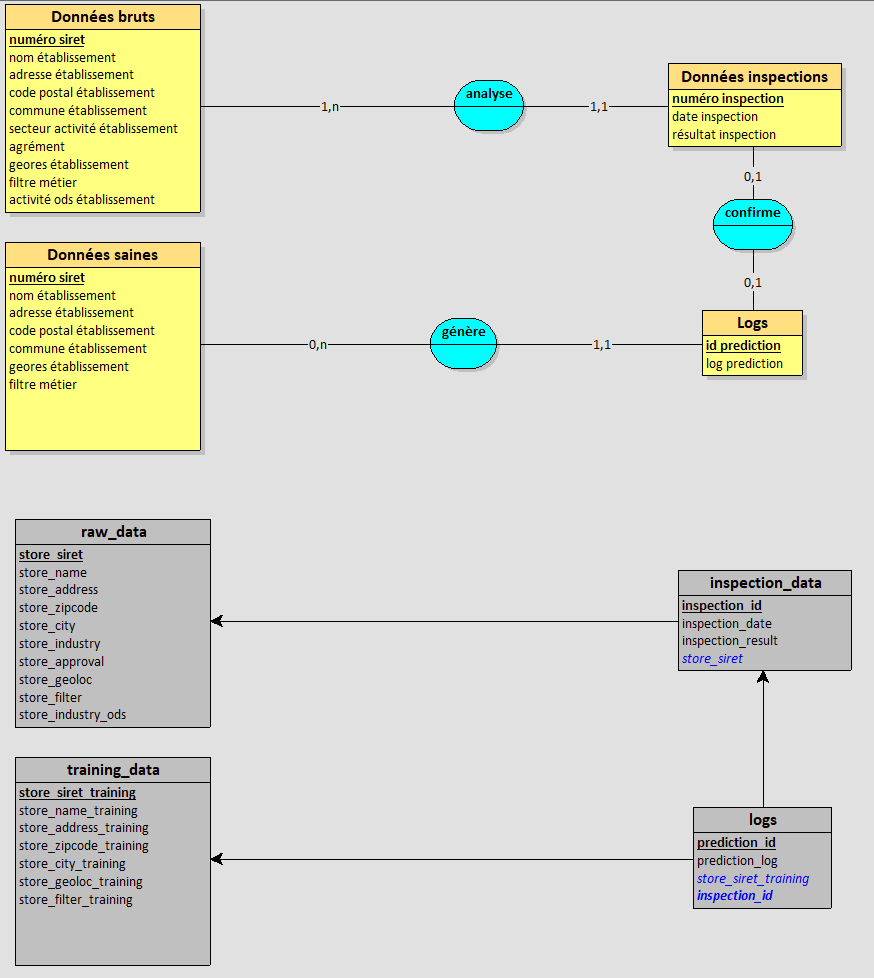 Données bruts
numéro siret
nom établissement
adresse établissement
code postal établissement
commune établissement
secteur activité établissement
agrément
geores établissement
filtre métier
activité ods établissement
1,n
analyse
1,1
Données inspections
numéro inspection
date inspection
résultat inspection
0,1
confirme
0,1
Données saines
numéro siret
nom établissement
adresse établissement
code postal établissement
commune établissement
geores établissement
filtre métier
0,n
génère
1,1
Logs
id prediction
log prediction
raw_data
store_siret
store_name
store_address
store_zipcode
store_city
store_industry
store_approval
store_geoloc
store_filter
store_industry_ods
inspection_data
inspection_id
inspection_date
inspection_result
store_siret
training_data
store_siret_training
store_name_training
store_address_training
store_zipcode_training
store_city_training
store_geoloc_training
store_filter_training
logs
prediction_id
prediction_log
store_siret_training
inspection_id